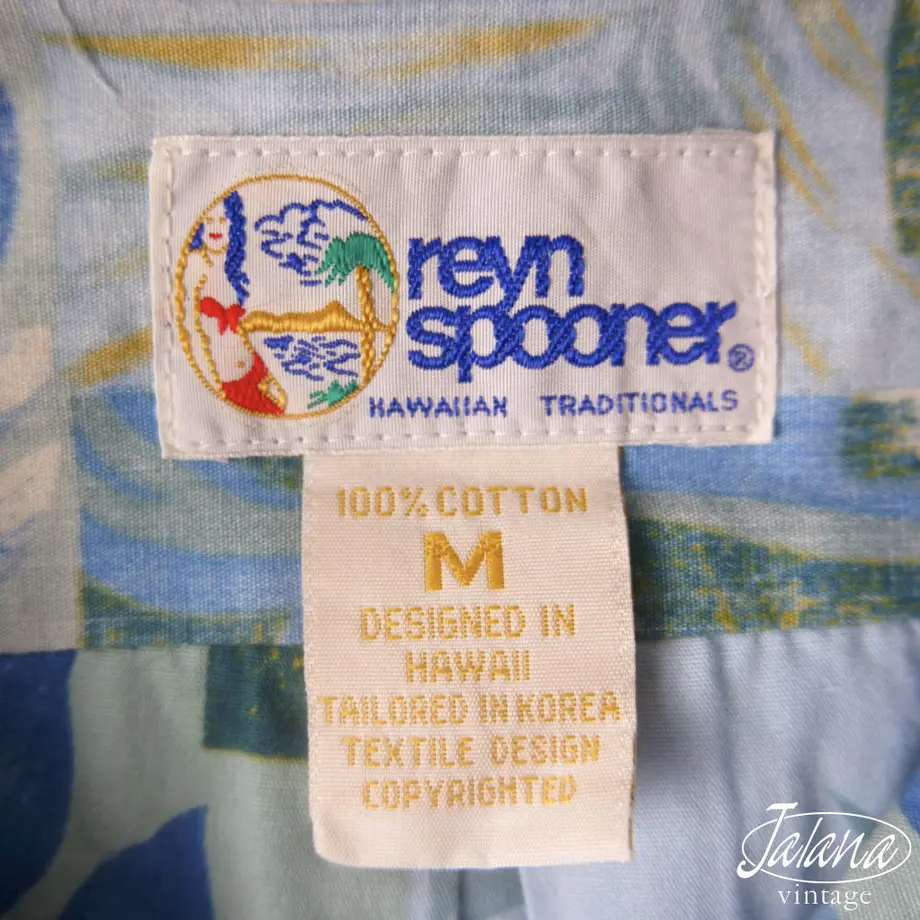 reyn
spooner®
HAWAIIAN TRADITIONALS
100% COTTON
M
DESIGNED IN
HAWAII
TAILORED IN KOREA
TEXTILE DESIGN
COPYRIGHTED
Jalana
vintage